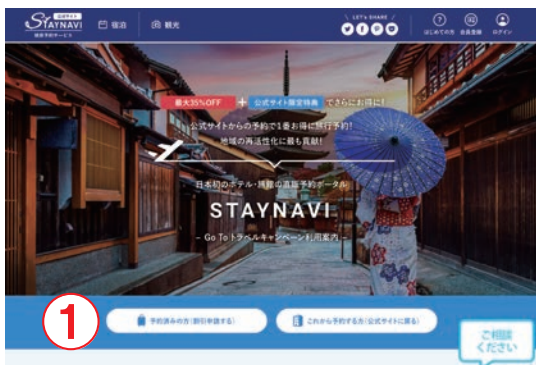 公式サイト
STAYNAVI
宿泊
観光
\ LET's SHARE /
はじめての方
会員登録
ログイン
最大35%OFF + 公式サイト限定特典 でさらにお得に!
公式サイトからの予約で1番お得に旅行予約!
地域の再活性化に最も貢献!
日本初のホテル・旅館の直販予約ポータル
STAYNAVI
– Go Toトラベルキャンペーン利用案内 –
1
予約済みの方(割引申請する)
これから予約する方(公式サイトに戻る)
ご相談
ください